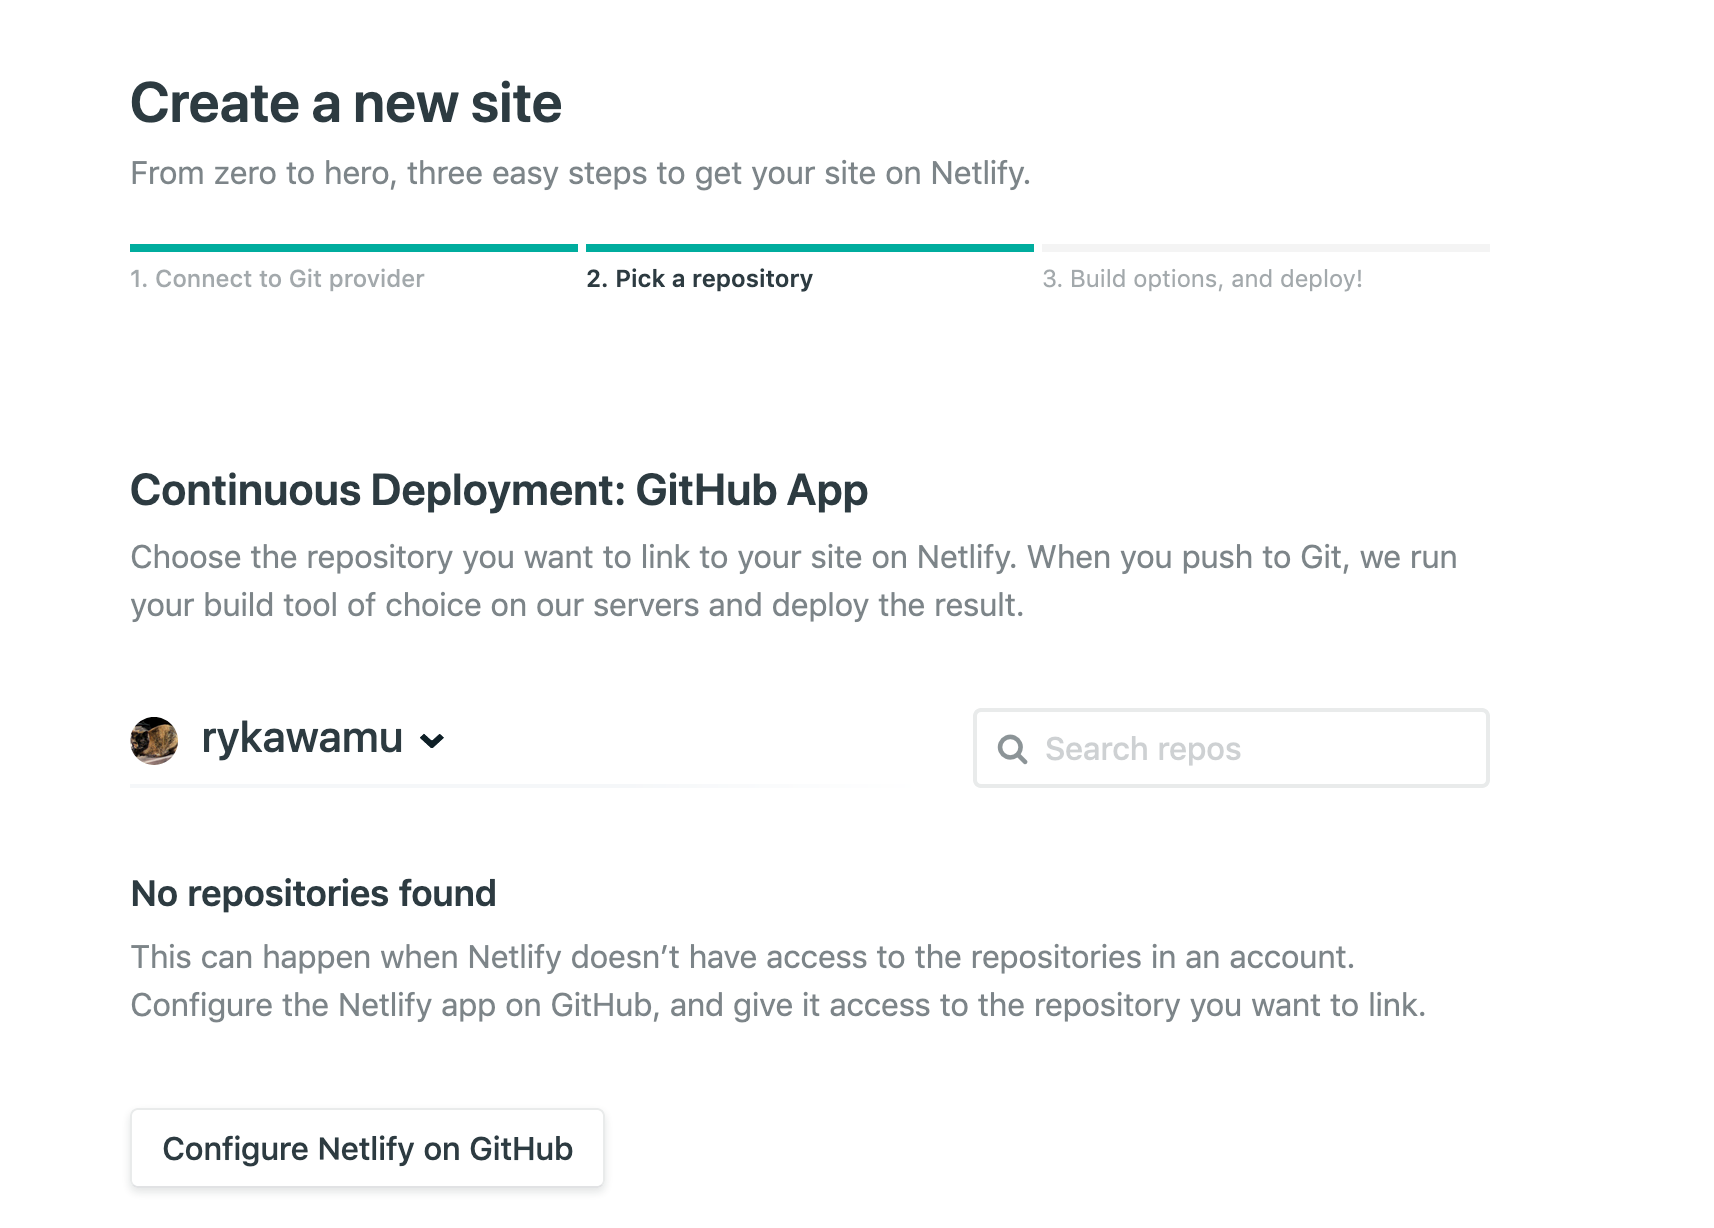 Create a new site
From zero to hero, three easy steps to get your site on Netlify.
1. Connect to Git provider
2. Pick a repository
3. Build options, and deploy!
Continuous Deployment: GitHub App
Choose the repository you want to link to your site on Netlify. When you push to Git, we run
your build tool of choice on our servers and deploy the result.
rykawamu
Search repos
No repositories found
This can happen when Netlify doesn’t have access to the repositories in an account.
Configure the Netlify app on GitHub, and give it access to the repository you want to link.
Configure Netlify on GitHub